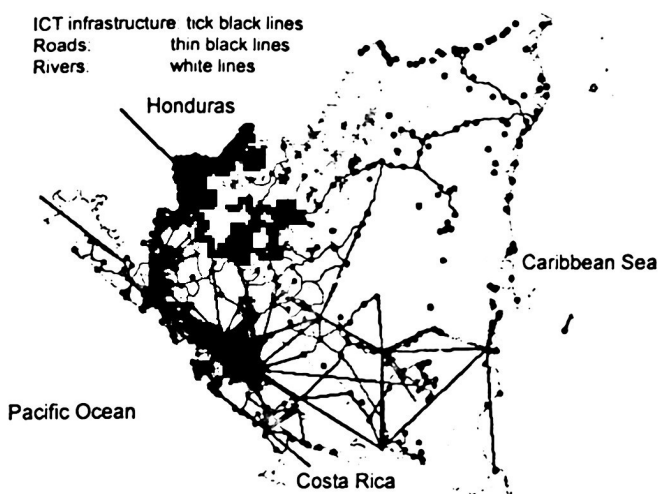 ICT infrastructure: tick black lines
Roads: thin black lines
Rivers: white lines
Honduras
Caribbean Sea
Pacific Ocean
Costa Rica